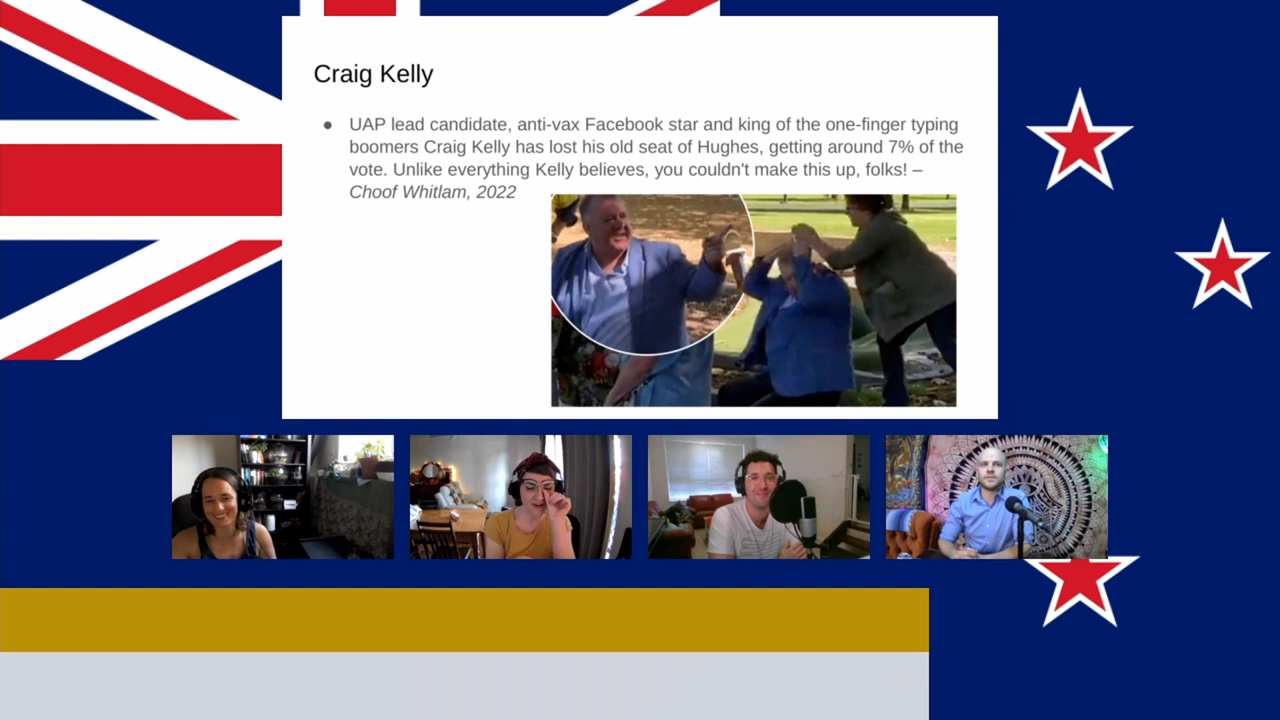 Craig Kelly
● UAP lead candidate, anti-vax Facebook star and king of the one-finger typing
boomers Craig Kelly has lost his old seat of Hughes, getting around 7% of the
vote. Unlike everything Kelly believes, you couldn't make this up, folks! –
Choof Whitlam, 2022